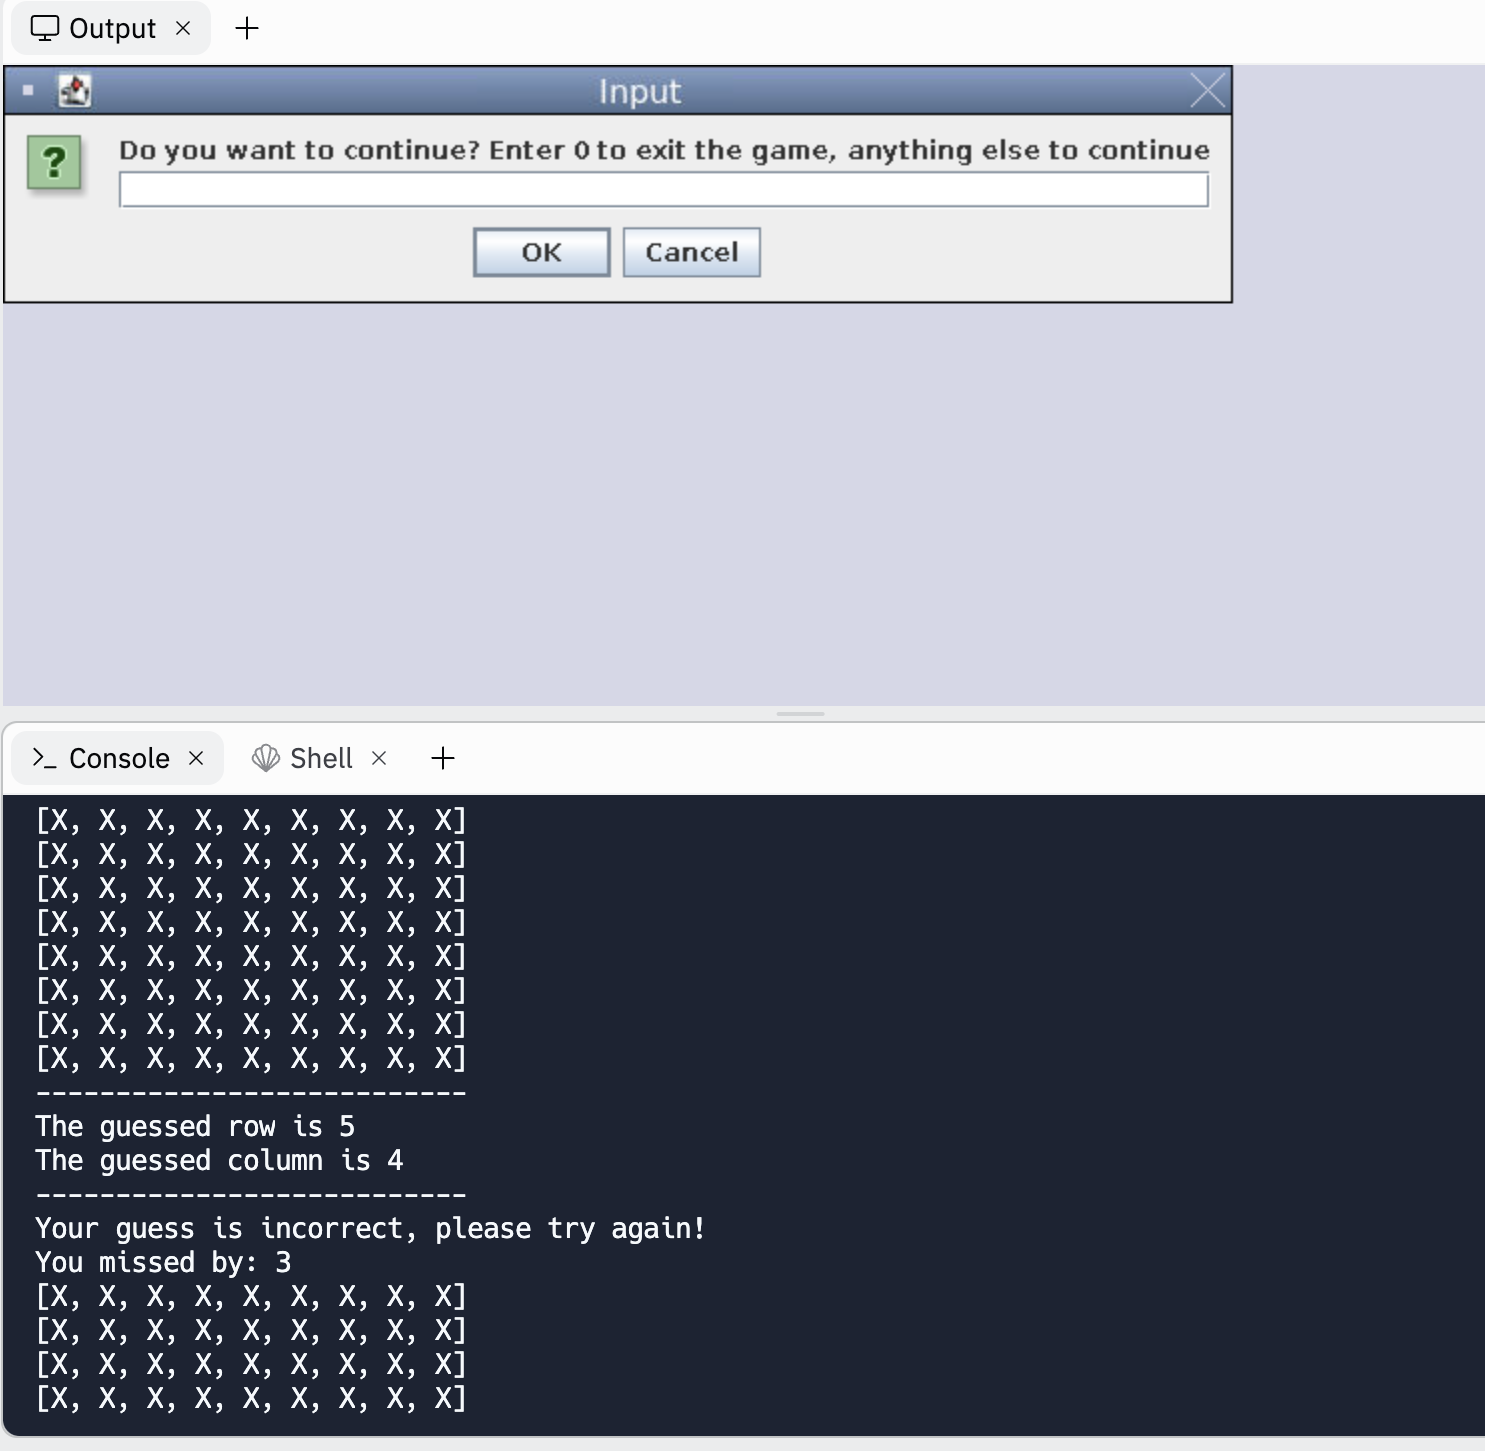 Output
Input
Do you want to continue? Enter 0 to exit the game, anything else to continue
OK Cancel
Console Shell
[X, X, X, X, X, X, X, X, X]
[X, X, X, X, X, X, X, X, X]
[X, X, X, X, X, X, X, X, X]
[X, X, X, X, X, X, X, X, X]
[X, X, X, X, X, X, X, X, X]
[X, X, X, X, X, X, X, X, X]
[X, X, X, X, X, X, X, X, X]
[X, X, X, X, X, X, X, X, X]
---------------------------
The guessed row is 5
The guessed column is 4
---------------------------
Your guess is incorrect, please try again!
You missed by: 3
[X, X, X, X, X, X, X, X, X]
[X, X, X, X, X, X, X, X, X]
[X, X, X, X, X, X, X, X, X]
[X, X, X, X, X, X, X, X, X]